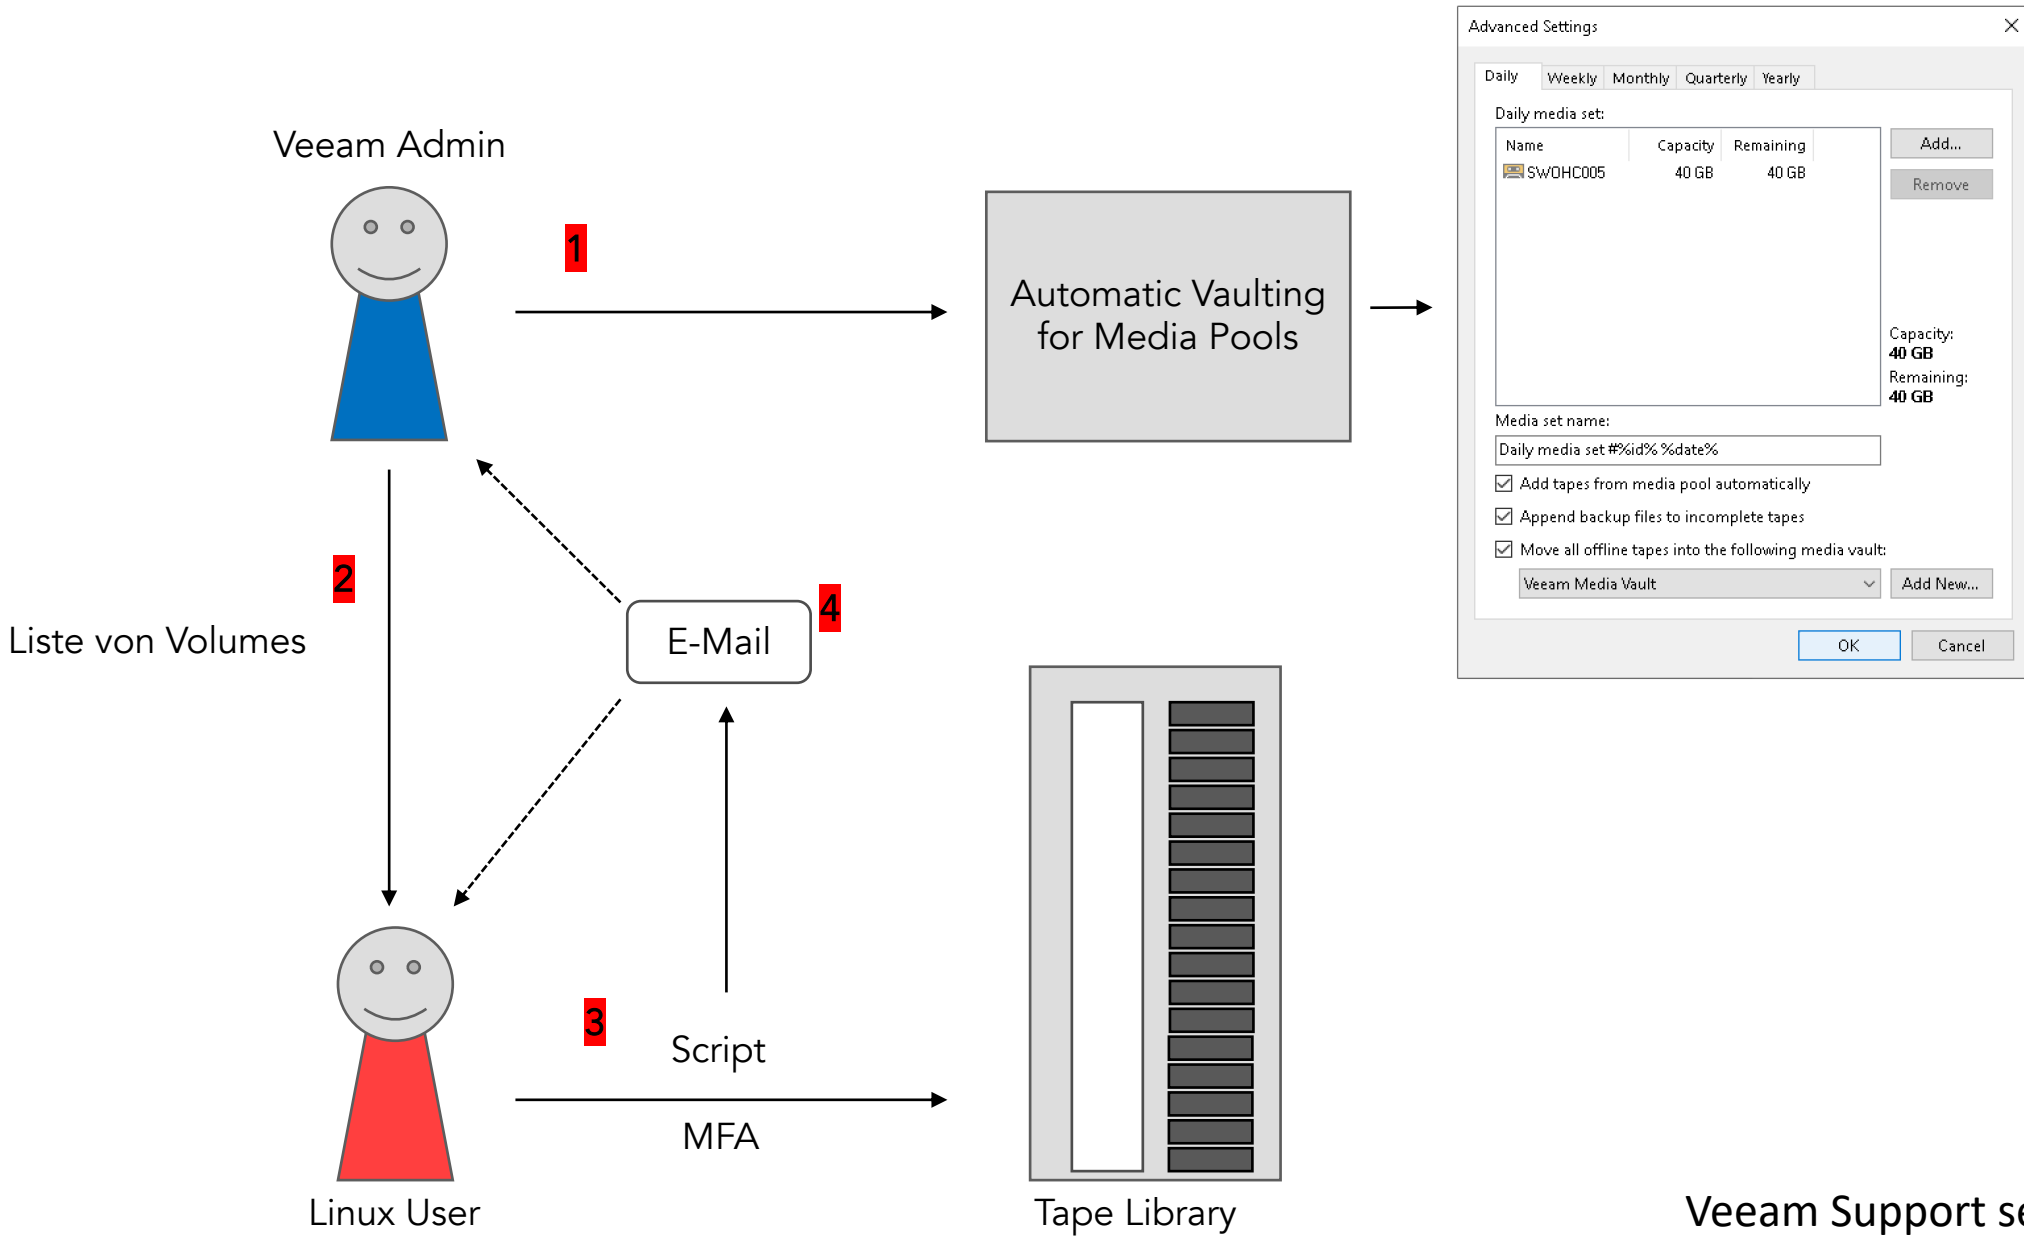 Veeam Admin
1
Automatic Vaulting
for Media Pools
2
Liste von Volumes
E-Mail
4
3
Script
MFA
Linux User
Tape Library
Advanced Settings
Daily Weekly Monthly Quarterly Yearly
Daily media set:
Name Capacity Remaining
SW0HC005 40 GB 40 GB
Add...
Remove
Capacity:
40 GB
Remaining:
40 GB
Media set name:
Daily media set #%id% %date%
Add tapes from media pool automatically
Append backup files to incomplete tapes
Move all offline tapes into the following media vault:
Veeam Media Vault
Add New...
OK Cancel
Veeam Support